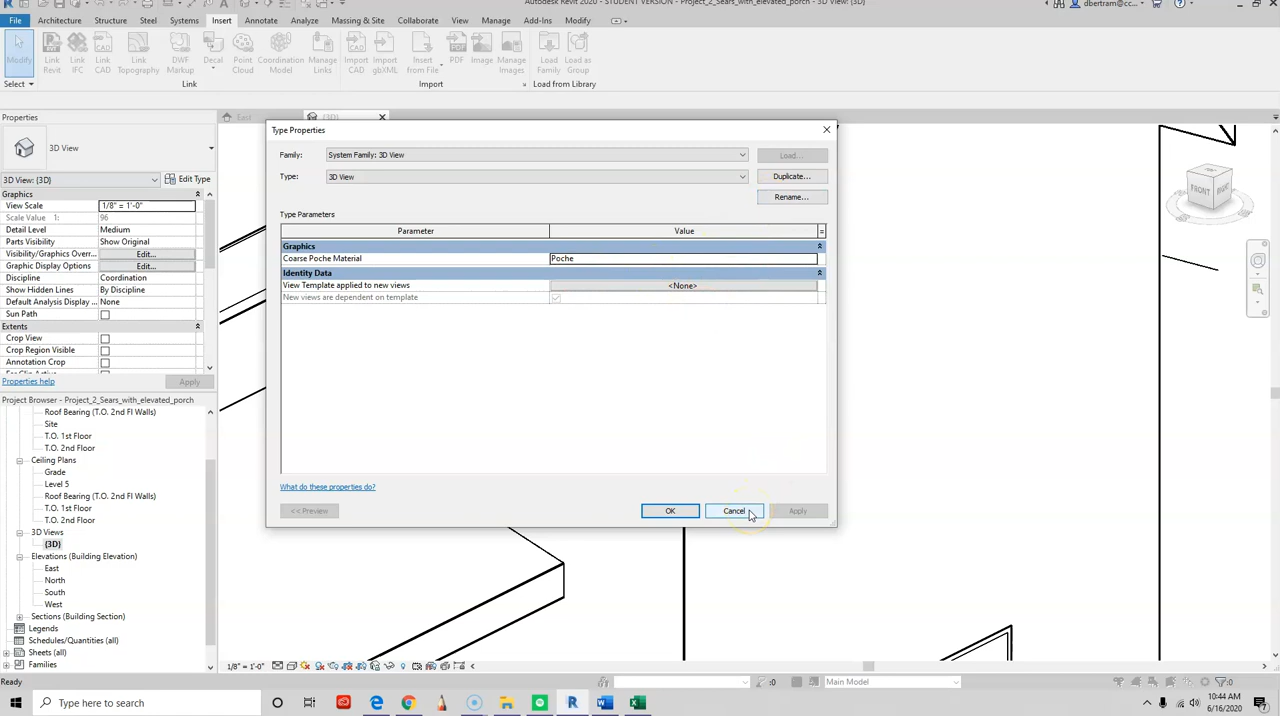 Autodesk Revit 2020 - STUDENT VERSION - Project_2_Sears_with_elevated_porch - 3D View: {3D}
dbertram@cc...
File Architecture Structure Steel Systems Insert Annotate Analyze Massing & Site Collaborate View Manage Add-Ins Modify
Modify
Link Revit
Link IFC
Link CAD
Link Topography
DWF Markup
Decal
Point Cloud
Coordination Model
Manage Links
Import CAD
Import gbXML
Insert from File
PDF
Image
Manage Images
Load Family
Load as Group
Select
Link
Import
Load from Library
Properties
East
{3D}
3D View
3D View: {3D}
Edit Type
Graphics
View Scale 1/8" = 1'-0"
Scale Value 1: 96
Detail Level Medium
Parts Visibility Show Original
Visibility/Graphics Over... Edit...
Graphic Display Options Edit...
Discipline Coordination
Show Hidden Lines By Discipline
Default Analysis Display ... None
Sun Path
Extents
Crop View
Crop Region Visible
Annotation Crop
Far Clip Active
Properties help
Apply
Project Browser - Project_2_Sears_with_elevated_porch
Roof Bearing (T.O. 2nd Fl Walls)
Site
T.O. 1st Floor
T.O. 2nd Floor
Ceiling Plans
Grade
Level 5
Roof Bearing (T.O. 2nd Fl Walls)
T.O. 1st Floor
T.O. 2nd Floor
3D Views
{3D}
Elevations (Building Elevation)
East
North
South
West
Sections (Building Section)
Legends
Schedules/Quantities (all)
Sheets (all)
Families
Type Properties
Family: System Family: 3D View Load...
Type: 3D View Duplicate...
Rename...
Type Parameters
Parameter Value =
Graphics
Coarse Poche Material Poche
Identity Data
View Template applied to new views <None>
New views are dependent on template
What do these properties do?
<< Preview OK Cancel Apply
FRONT
1/8" = 1'-0"
Ready
:0
Main Model
:0
Type here to search
10:44 AM
6/16/2020